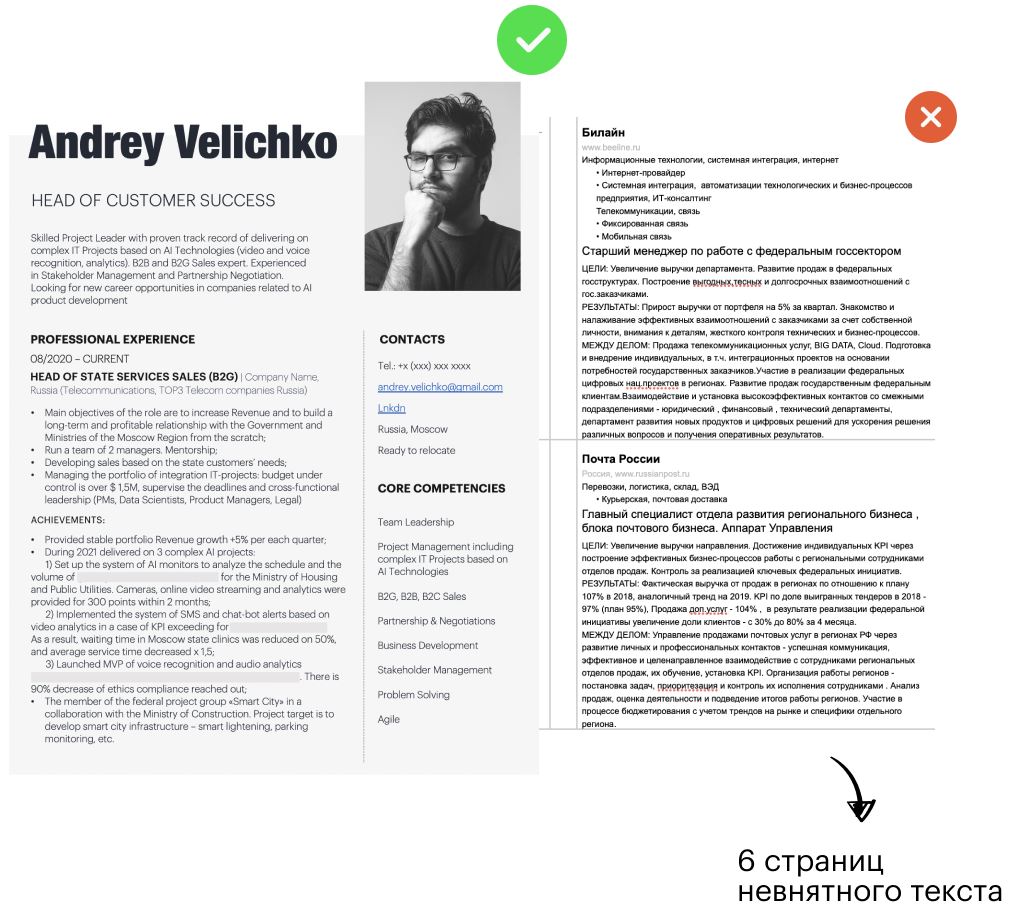 Andrey Velichko
HEAD OF CUSTOMER SUCCESS
Skilled Project Leader with proven track record of delivering on
complex IT Projects based on AI Technologies (video and voice
recognition, analytics). B2B and B2G Sales expert. Experienced
in Stakeholder Management and Partnership Negotiation.
Looking for new career opportunities in companies related to AI
product development
PROFESSIONAL EXPERIENCE
08/2020 – CURRENT
HEAD OF STATE SERVICES SALES (B2G) | Company Name,
Russia (Telecommunications, TOP3 Telecom companies Russia)
• Main objectives of the role are to increase Revenue and to build a
long-term and profitable relationship with the Government and
Ministries of the Moscow Region from the scratch;
• Run a team of 2 managers. Mentorship;
• Developing sales based on the state customers' needs;
• Managing the portfolio of integration IT-projects: budget under
control is over $ 1,5M, supervise the deadlines and cross-functional
leadership (PMs, Data Scientists, Product Managers, Legal)
ACHIEVEMENTS:
• Provided stable portfolio Revenue growth +5% per each quarter;
• During 2021 delivered on 3 complex AI projects:
1) Set up the system of AI monitors to analyze the schedule and the
volume of for the Ministry of Housing
and Public Utilities. Cameras, online video streaming and analytics were
provided for 300 points within 2 months;
2) Implemented the system of SMS and chat-bot alerts based on
video analytics in a case of KPI exceeding for
As a result, waiting time in Moscow state clinics was reduced on 50%,
and average service time decreased x 1,5;
3) Launched MVP of voice recognition and audio analytics
. There is
90% decrease of ethics compliance reached out;
• The member of the federal project group «Smart City» in a
collaboration with the Ministry of Construction. Project target is to
develop smart city infrastructure – smart lightening, parking
monitoring, etc.
CONTACTS
Tel.: +x (xxx) xxx xxxx
andrey.velichko@gmail.com
Lnkdn
Russia, Moscow
Ready to relocate
CORE COMPETENCIES
Team Leadership
Project Management including
complex IT Projects based on
AI Technologies
B2G, B2B, B2C Sales
Partnership & Negotiations
Business Development
Stakeholder Management
Problem Solving
Agile
Билайн
www.beeline.ru
Информационные технологии, системная интеграция, интернет
• Интернет-провайдер
• Системная интеграция, автоматизации технологических и бизнес-процессов
предприятия, ИТ-консалтинг
Телекоммуникации, связь
• Фиксированная связь
• Мобильная связь
Старший менеджер по работе с федеральным госсектором
ЦЕЛИ: Увеличение выручки департамента. Развитие продаж в федеральных
госструктурах. Построение выгодных,тесных и долгосрочных взаимоотношений с
гос.заказчиками.
РЕЗУЛЬТАТЫ: Прирост выручки от портфеля на 5% за квартал. Знакомство и
налаживание эффективных взаимоотношений с заказчиками за счет собственной
личности, внимания к деталям, жесткого контроля технических и бизнес-процессов.
МЕЖДУ ДЕЛОМ: Продажа телекоммуникационных услуг, BIG DATA, Cloud. Подготовка
и внедрение индивидуальных, в т.ч. интеграционных проектов на основании
потребностей государственных заказчиков.Участие в реализации федеральных
цифровых нац.проектов в регионах. Развитие продаж государственным федеральным
клиентам.Взаимодействие и установка высокоэффективных контактов со смежными
подразделениями - юридический , финансовый , технический департаменты,
департамент развития новых продуктов и цифровых решений для ускорения решения
различных вопросов и получения оперативных результатов.
Почта России
Россия, www.russianpost.ru
Перевозки, логистика, склад, ВЭД
• Курьерская, почтовая доставка
Главный специалист отдела развития регионального бизнеса ,
блока почтового бизнеса. Аппарат Управления
ЦЕЛИ: Увеличение выручки направления. Достижение индивидуальных KPI через
построение эффективных бизнес-процессов работы с региональными сотрудниками
отделов продаж. Контроль за реализацией ключевых федеральных инициатив.
РЕЗУЛЬТАТЫ: Фактическая выручка от продаж в регионах по отношению к плану
107% в 2018, аналогичный тренд на 2019. KPI по доле выигранных тендеров в 2018 -
97% (план 95%), Продажа доп.услуг - 104% , в результате реализации федеральной
инициативы увеличение доли клиентов - с 30% до 80% за 4 месяца.
МЕЖДУ ДЕЛОМ: Управление продажами почтовых услуг в регионах РФ через
развитие личных и профессиональных контактов - успешная коммуникация,
эффективное и целенаправленное взаимодействие с сотрудниками региональных
отделов продаж, их обучение, установка KPI. Организация работы регионов -
постановка задач, приоритезация и контроль их исполнения сотрудниками . Анализ
продаж, оценка деятельности и подведение итогов работы регионов. Участие в
процессе бюджетирования с учетом трендов на рынке и специфики отдельного
региона.
6 страниц
невнятного текста